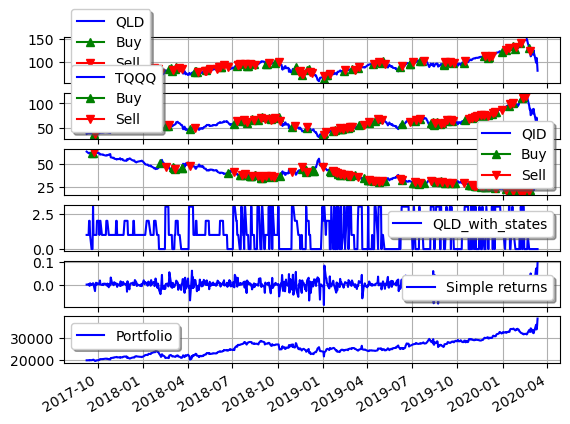 QLD
Buy
Sell
150
100
TQQQ
Buy
Sell
100
50
QID
Buy
Sell
50
25
QLD_with_states
2.5
0.0
Simple returns
0.1
0.0
Portfolio
30000
20000
2017-10
2018-01
2018-04
2018-07
2018-10
2019-01
2019-04
2019-07
2019-10
2020-01
2020-04